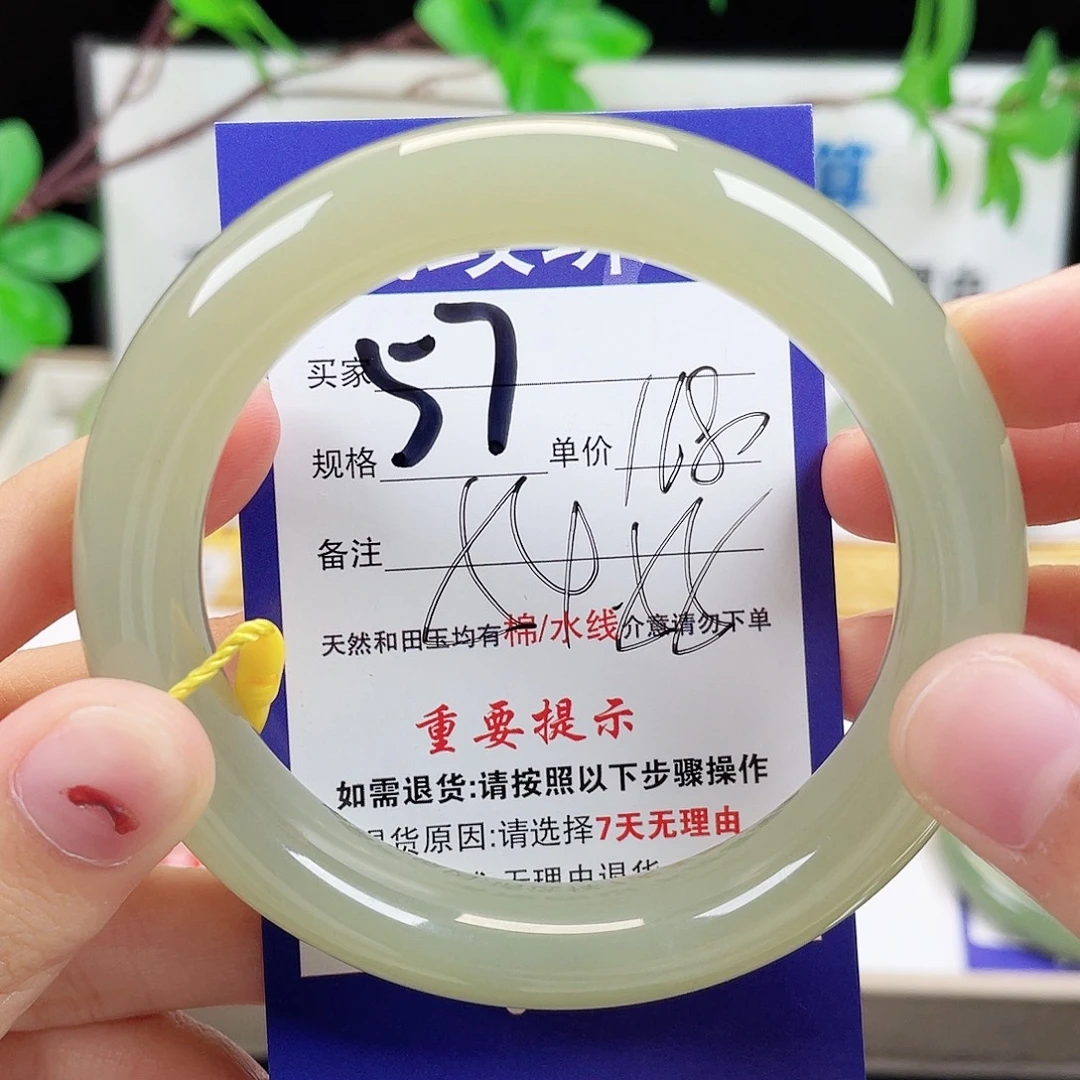 算
买家
规格 57 单价 168
备注
天然和田玉均有棉/水线介意请勿下单
重要提示
如需退货:请按照以下步骤操作
退货原因:请选择7天无理由
无理由退货